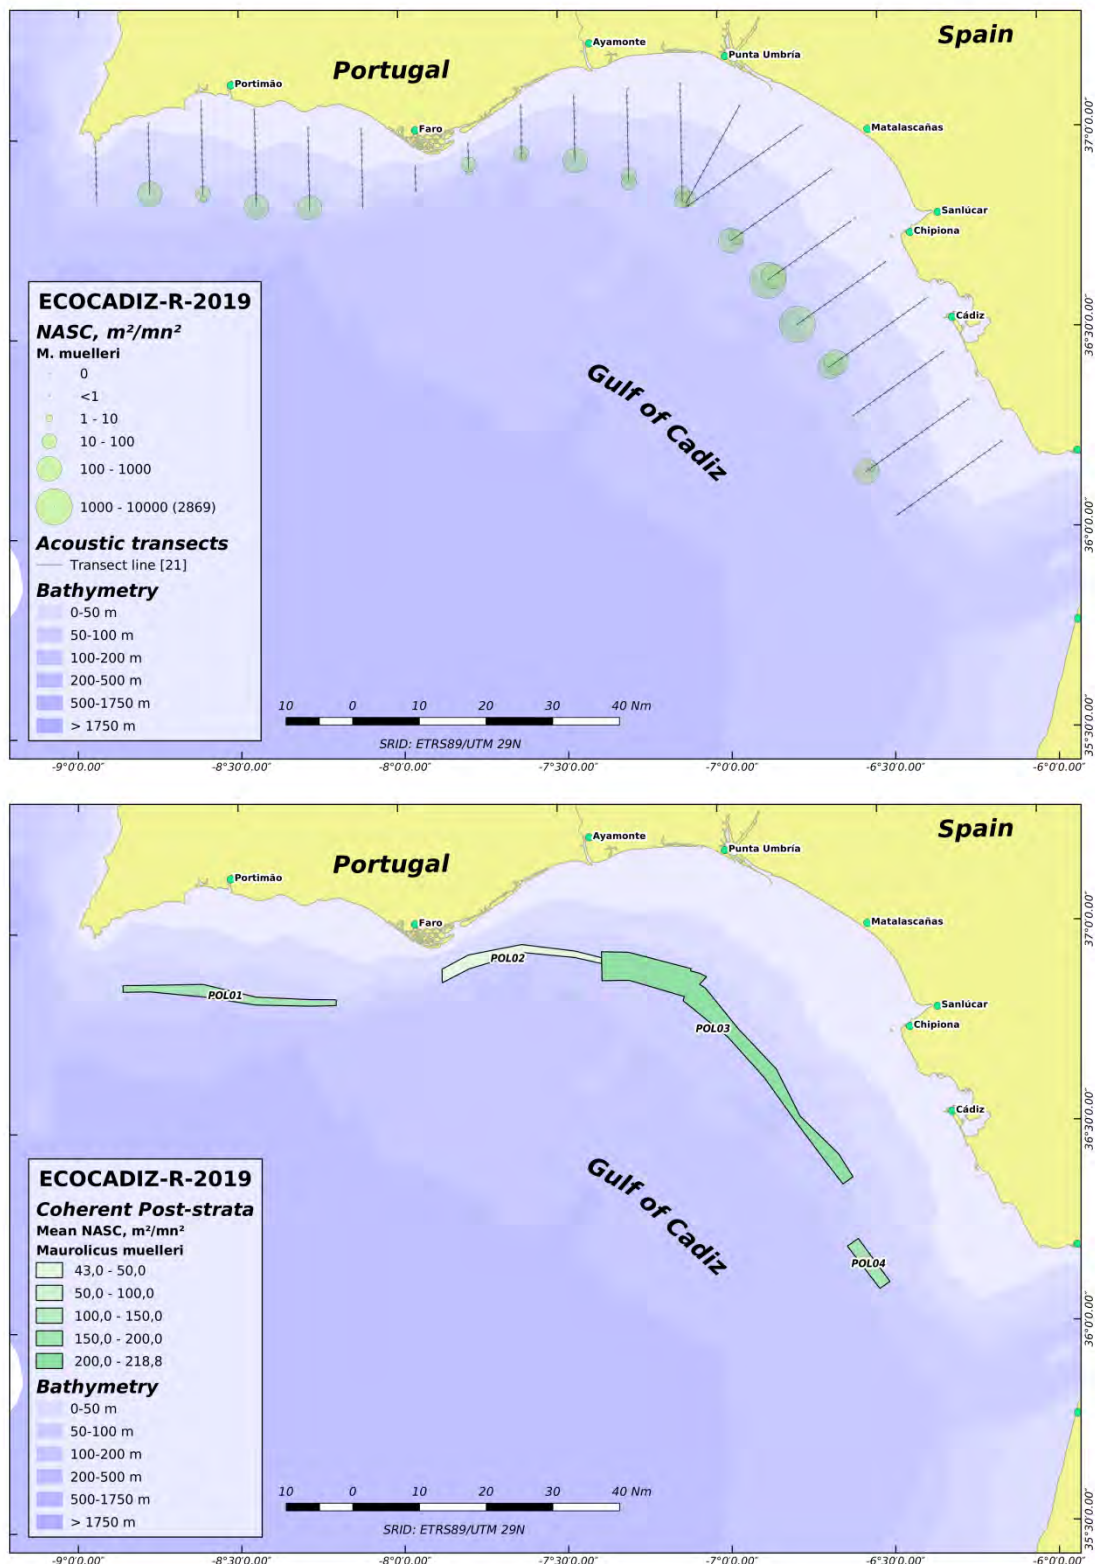 Spain
Portugal
Ayamonte
Punta Umbría
Portimão
Faro
Matalascañas
Sanlúcar
Chipiona
Cádiz
Gulf of Cadiz
37°0'0.00"
36°30'0.00"
36°0'0.00"
35°30'0.00"
ECOCADIZ-R-2019
NASC, m²/mn²
M. muelleri
0
<1
1 - 10
10 - 100
100 - 1000
1000 - 10000 (2869)
Acoustic transects
Transect line [21]
Bathymetry
0-50 m
50-100 m
100-200 m
200-500 m
500-1750 m
> 1750 m
10 0 10 20 30 40 Nm
SRID: ETRS89/UTM 29N
-9°0'0.00" -8°30'0.00" -8°0'0.00" -7°30'0.00" -7°0'0.00" -6°30'0.00" -6°0'0.00"
Spain
Portugal
Ayamonte
Punta Umbría
Portimão
Faro
Matalascañas
POL02
POL01
Sanlúcar
Chipiona
POL03
Cádiz
Gulf of Cadiz
POL04
37°0'0.00"
36°30'0.00"
36°0'0.00"
35°30'0.00"
ECOCADIZ-R-2019
Coherent Post-strata
Mean NASC, m²/mn²
Maurolicus muelleri
43,0 - 50,0
50,0 - 100,0
100,0 - 150,0
150,0 - 200,0
200,0 - 218,8
Bathymetry
0-50 m
50-100 m
100-200 m
200-500 m
500-1750 m
> 1750 m
10 0 10 20 30 40 Nm
SRID: ETRS89/UTM 29N
-9°0'0.00" -8°30'0.00" -8°0'0.00" -7°30'0.00" -7°0'0.00" -6°30'0.00" -6°0'0.00"